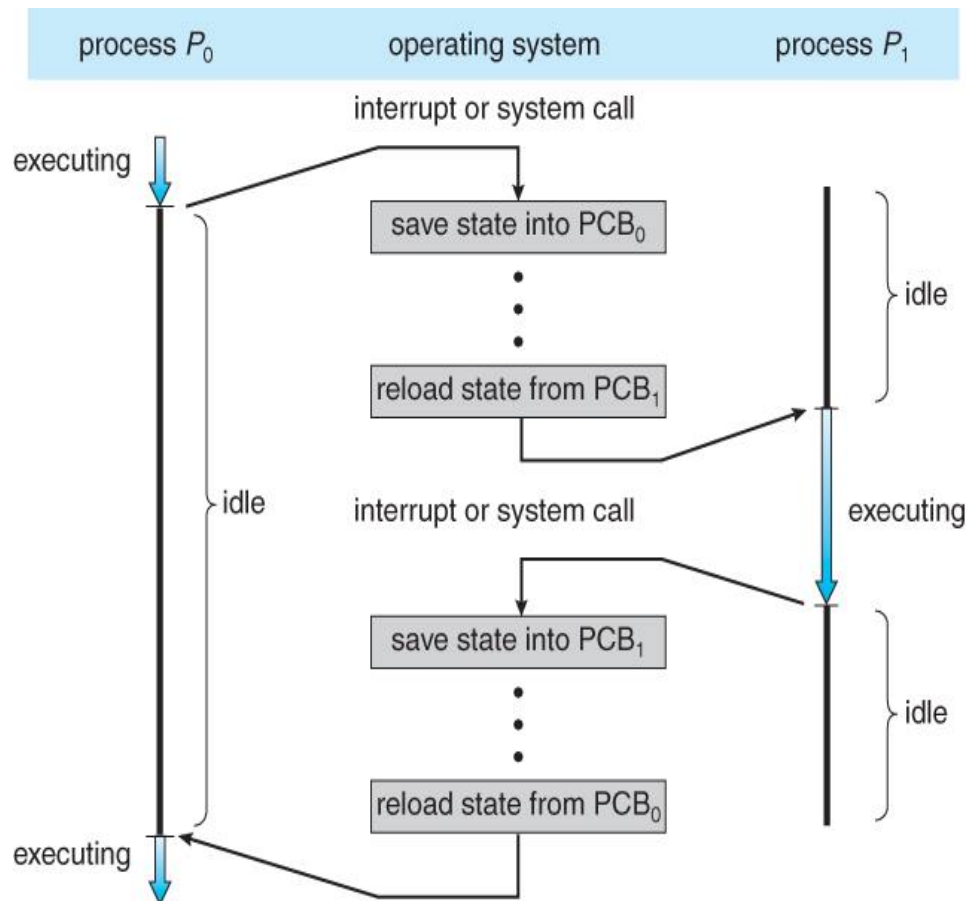 process P0 operating system process P1
interrupt or system call
executing
save state into PCB0
idle
reload state from PCB1
idle
interrupt or system call
executing
save state into PCB1
idle
reload state from PCB0
executing